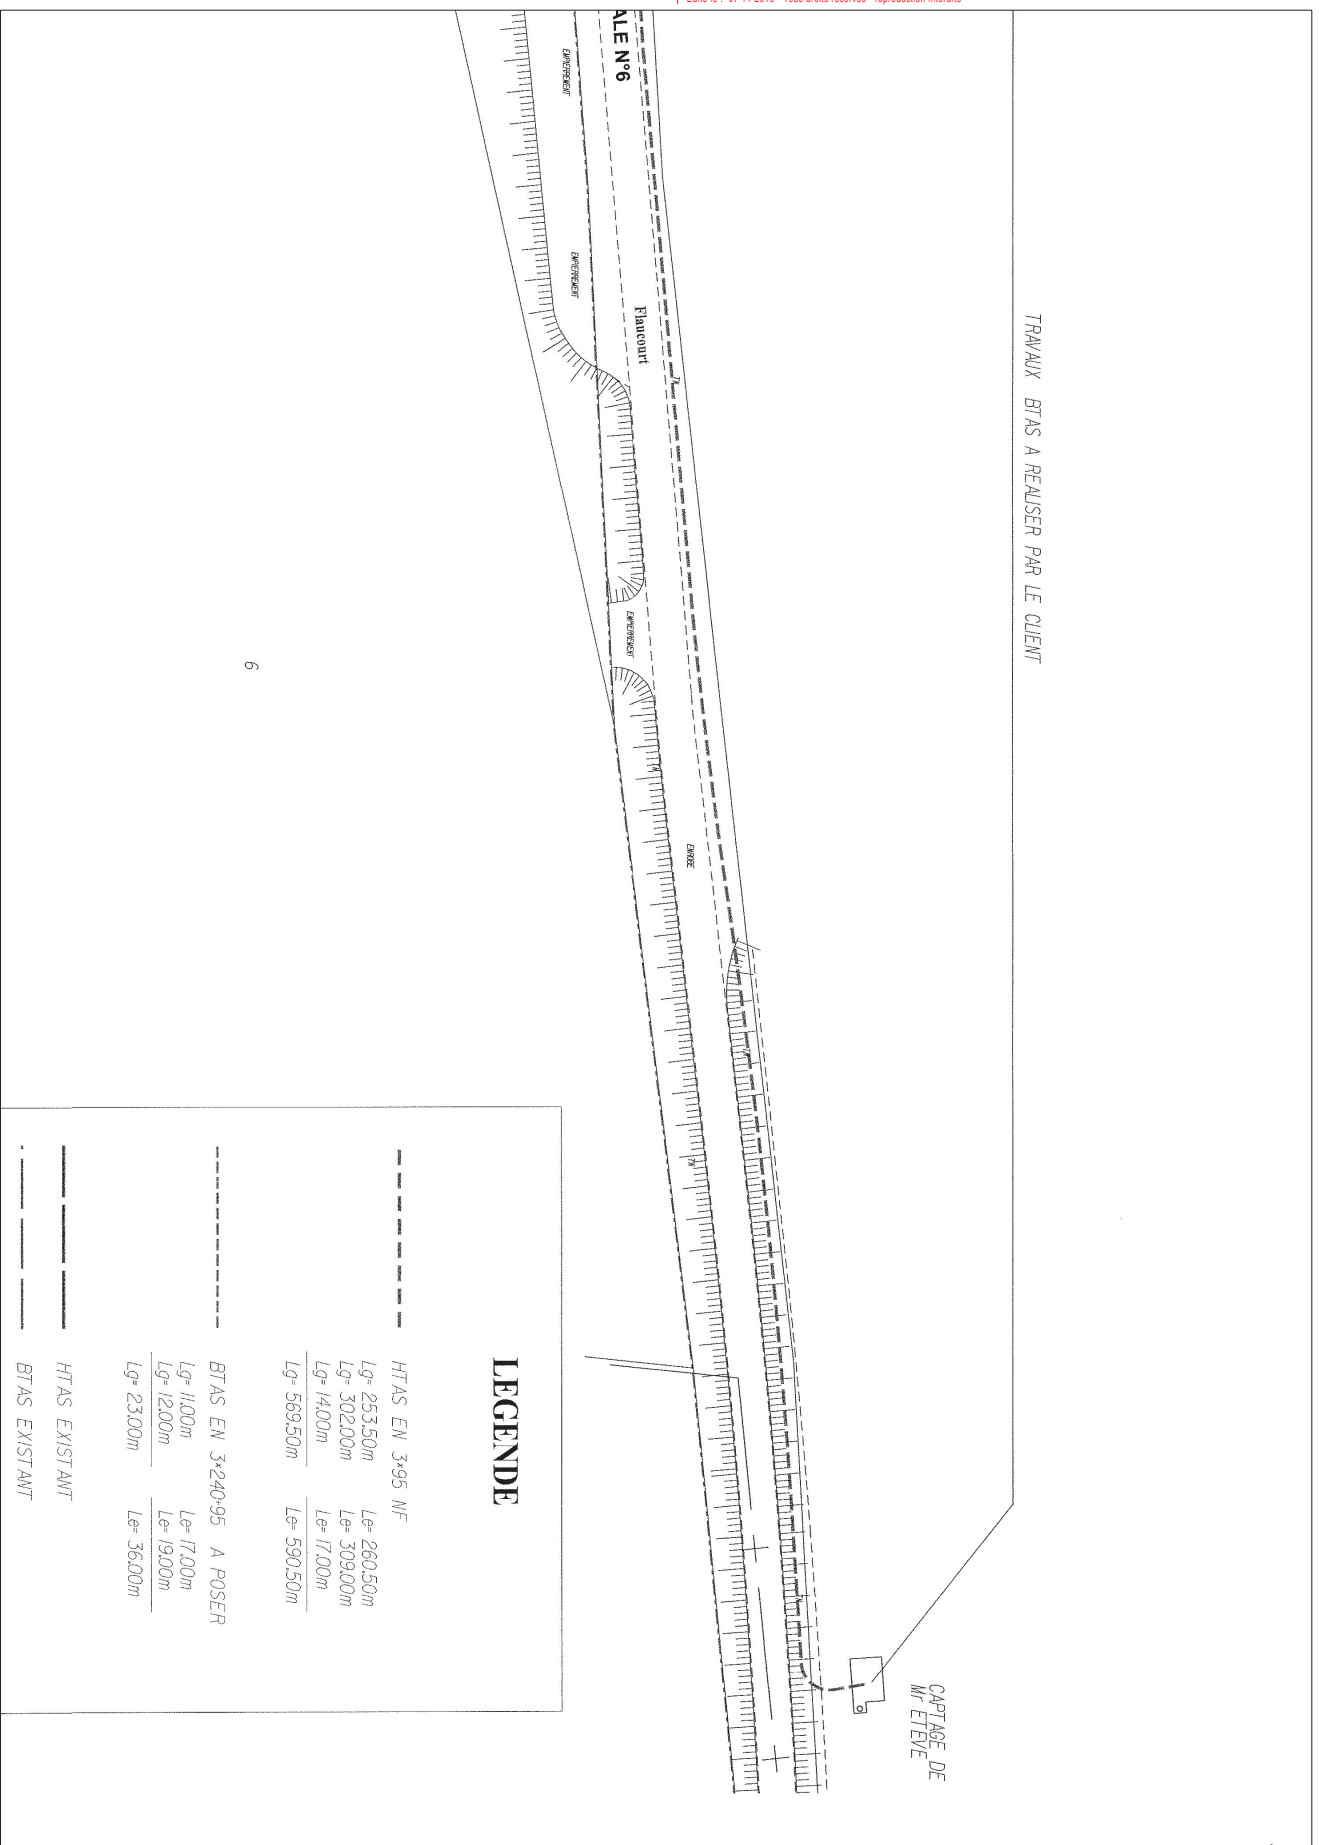 TRAVAUX BTAS A REALISER PAR LE CLIENT
CAPTAGE DE
Mr ETEVE
ALE N°6
EMPIERREMENT
EMPIERREMENT
Flaucourt
TN
EMPIERREMENT
TN
ENROBE
TN
TN
6
LEGENDE
HTAS EN 3*95 NF
Lg= 253.50m Le= 260.50m
Lg= 302.00m Le= 309.00m
Lg= 14.00m Le= 17.00m
Lg= 569.50m Le= 590.50m
BTAS EN 3*240+95 A POSER
Lg= 11.00m Le= 17.00m
Lg= 12.00m Le= 19.00m
Lg= 23.00m Le= 36.00m
HTAS EXISTANT
BTAS EXISTANT